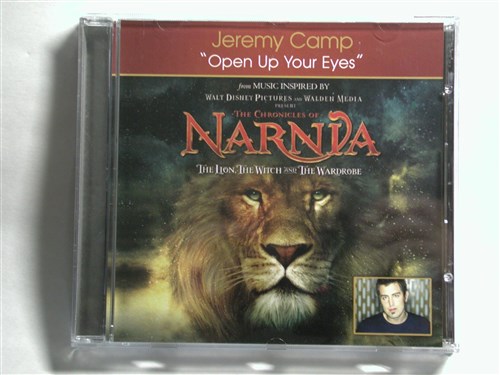 Jeremy Camp
"Open Up Your Eyes"
from MUSIC INSPIRED BY
WALT DISNEY PICTURES AND WALDEN MEDIA
PRESENT
THE CHRONICLES OF
NARNIA
THE LION, THE WITCH AND THE WARDROBE